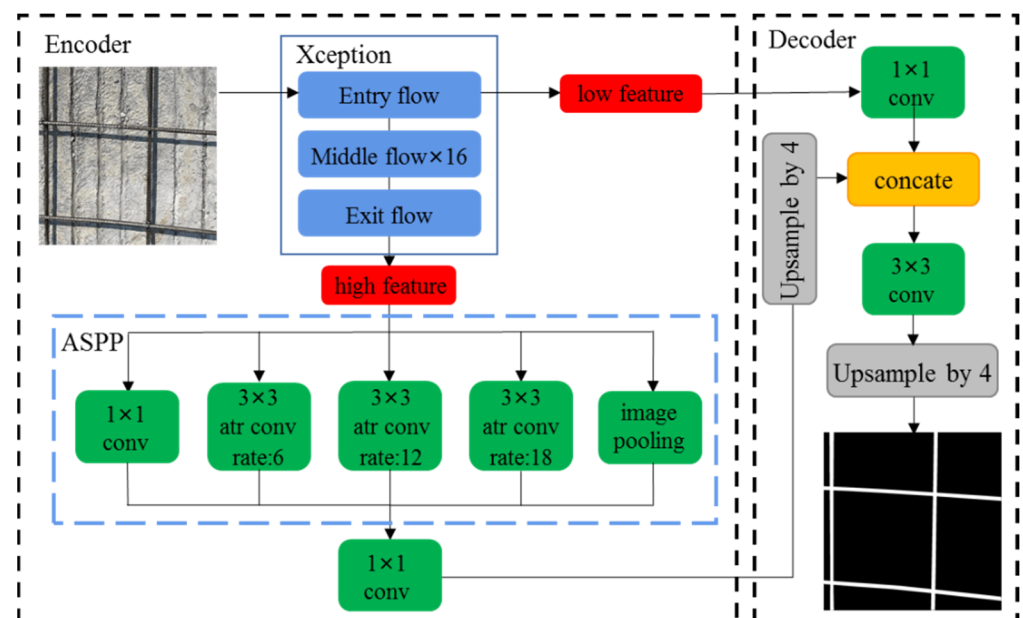 Encoder
Xception
Entry flow
Middle flow×16
Exit flow
low feature
high feature
ASPP
1×1
conv
3×3
atr conv
rate:6
3×3
atr conv
rate:12
3×3
atr conv
rate:18
image
pooling
1×1
conv
Decoder
1×1
conv
Upsample by 4
concate
3×3
conv
Upsample by 4